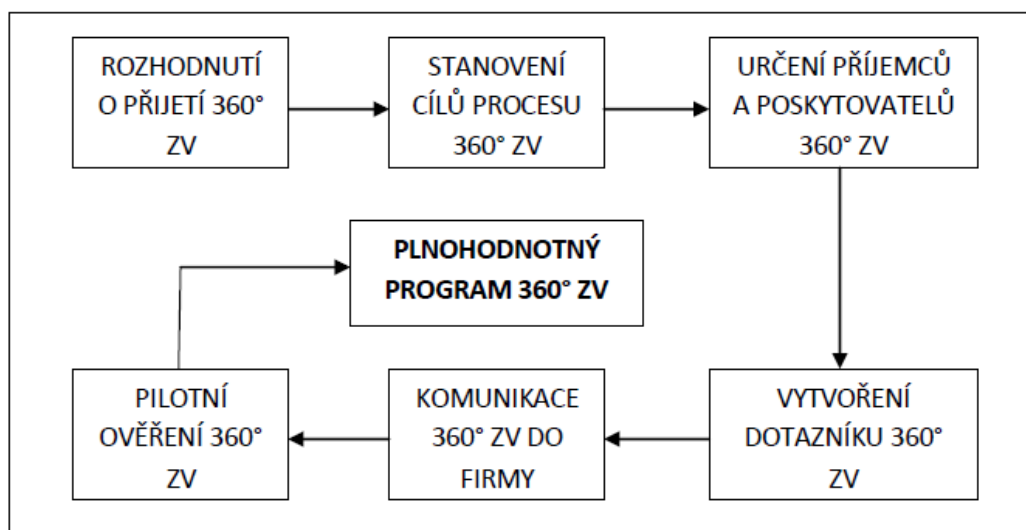 ROZHODNUTÍ
O PŘIJETÍ 360°
ZV
STANOVENÍ
CÍLŮ PROCESU
360° ZV
URČENÍ PŘÍJEMCŮ
A POSKYTOVATELŮ
360° ZV
PLNOHODNOTNÝ
PROGRAM 360° ZV
PILOTNÍ
OVĚŘENÍ 360°
ZV
KOMUNIKACE
360° ZV DO
FIRMY
VYTVOŘENÍ
DOTAZNÍKU 360°
ZV